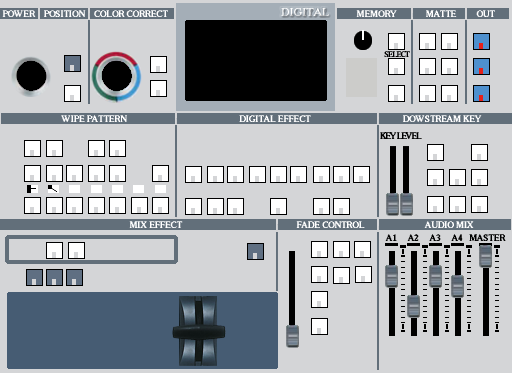 POWER POSITION COLOR CORRECT DIGITAL MEMORY MATTE OUT
SELECT
WIPE PATTERN DIGITAL EFFECT DOWSTREAM KEY
KEY LEVEL
MIX EFFECT FADE CONTROL AUDIO MIX
A1 A2 A3 A4 MASTER